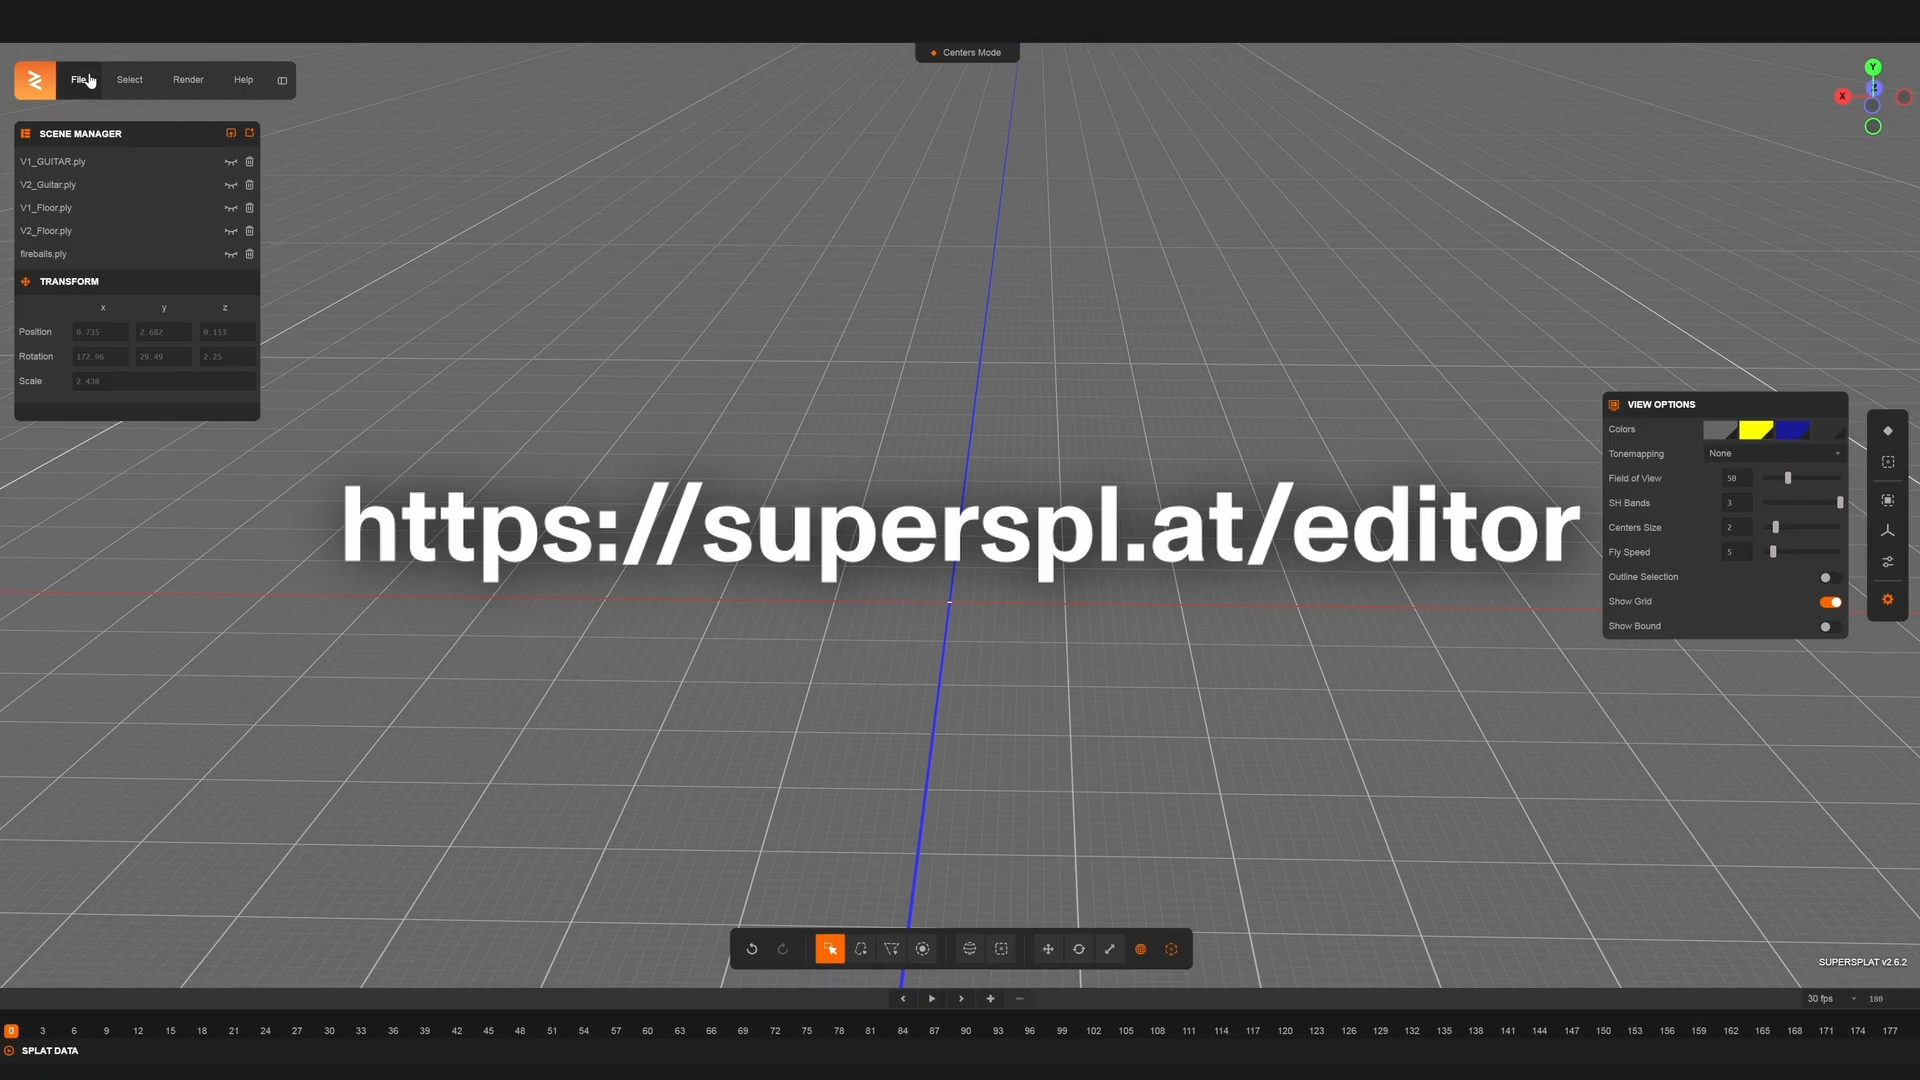 Centers Mode
File Select Render Help
Y
X
Z
SCENE MANAGER
V1_GUITAR.ply
V2_Guitar.ply
V1_Floor.ply
V2_Floor.ply
fireballs.ply
TRANSFORM
x y z
Position 0.735 2.682 0.113
Rotation 172.96 29.49 2.25
Scale 2.438
VIEW OPTIONS
Colors
Tonemapping None
Field of View 50
SH Bands 3
Centers Size 2
Fly Speed 5
Outline Selection
Show Grid
Show Bound
https://superspl.at/editor
SUPERSPLAT v2.6.2
30 fps 180
0 3 6 9 12 15 18 21 24 27 30 33 36 39 42 45 48 51 54 57 60 63 66 69 72 75 78 81 84 87 90 93 96 99 102 105 108 111 114 117 120 123 126 129 132 135 138 141 144 147 150 153 156 159 162 165 168 171 174 177
SPLAT DATA